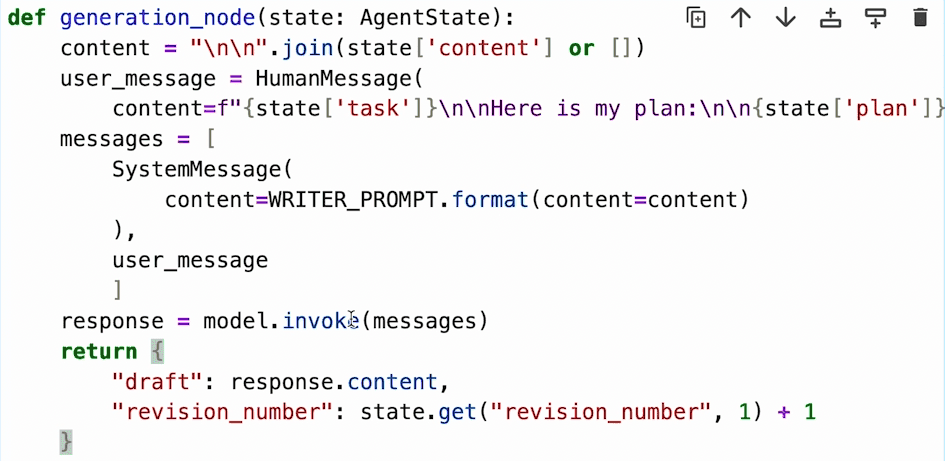 def generation_node(state: AgentState):
    content = "\n\n".join(state['content'] or [])
    user_message = HumanMessage(
        content=f"{state['task']}\n\nHere is my plan:\n\n{state['plan']}
    messages = [
        SystemMessage(
            content=WRITER_PROMPT.format(content=content)
        ),
        user_message
        ]
    response = model.invoke(messages)
    return {
        "draft": response.content,
        "revision_number": state.get("revision_number", 1) + 1
    }